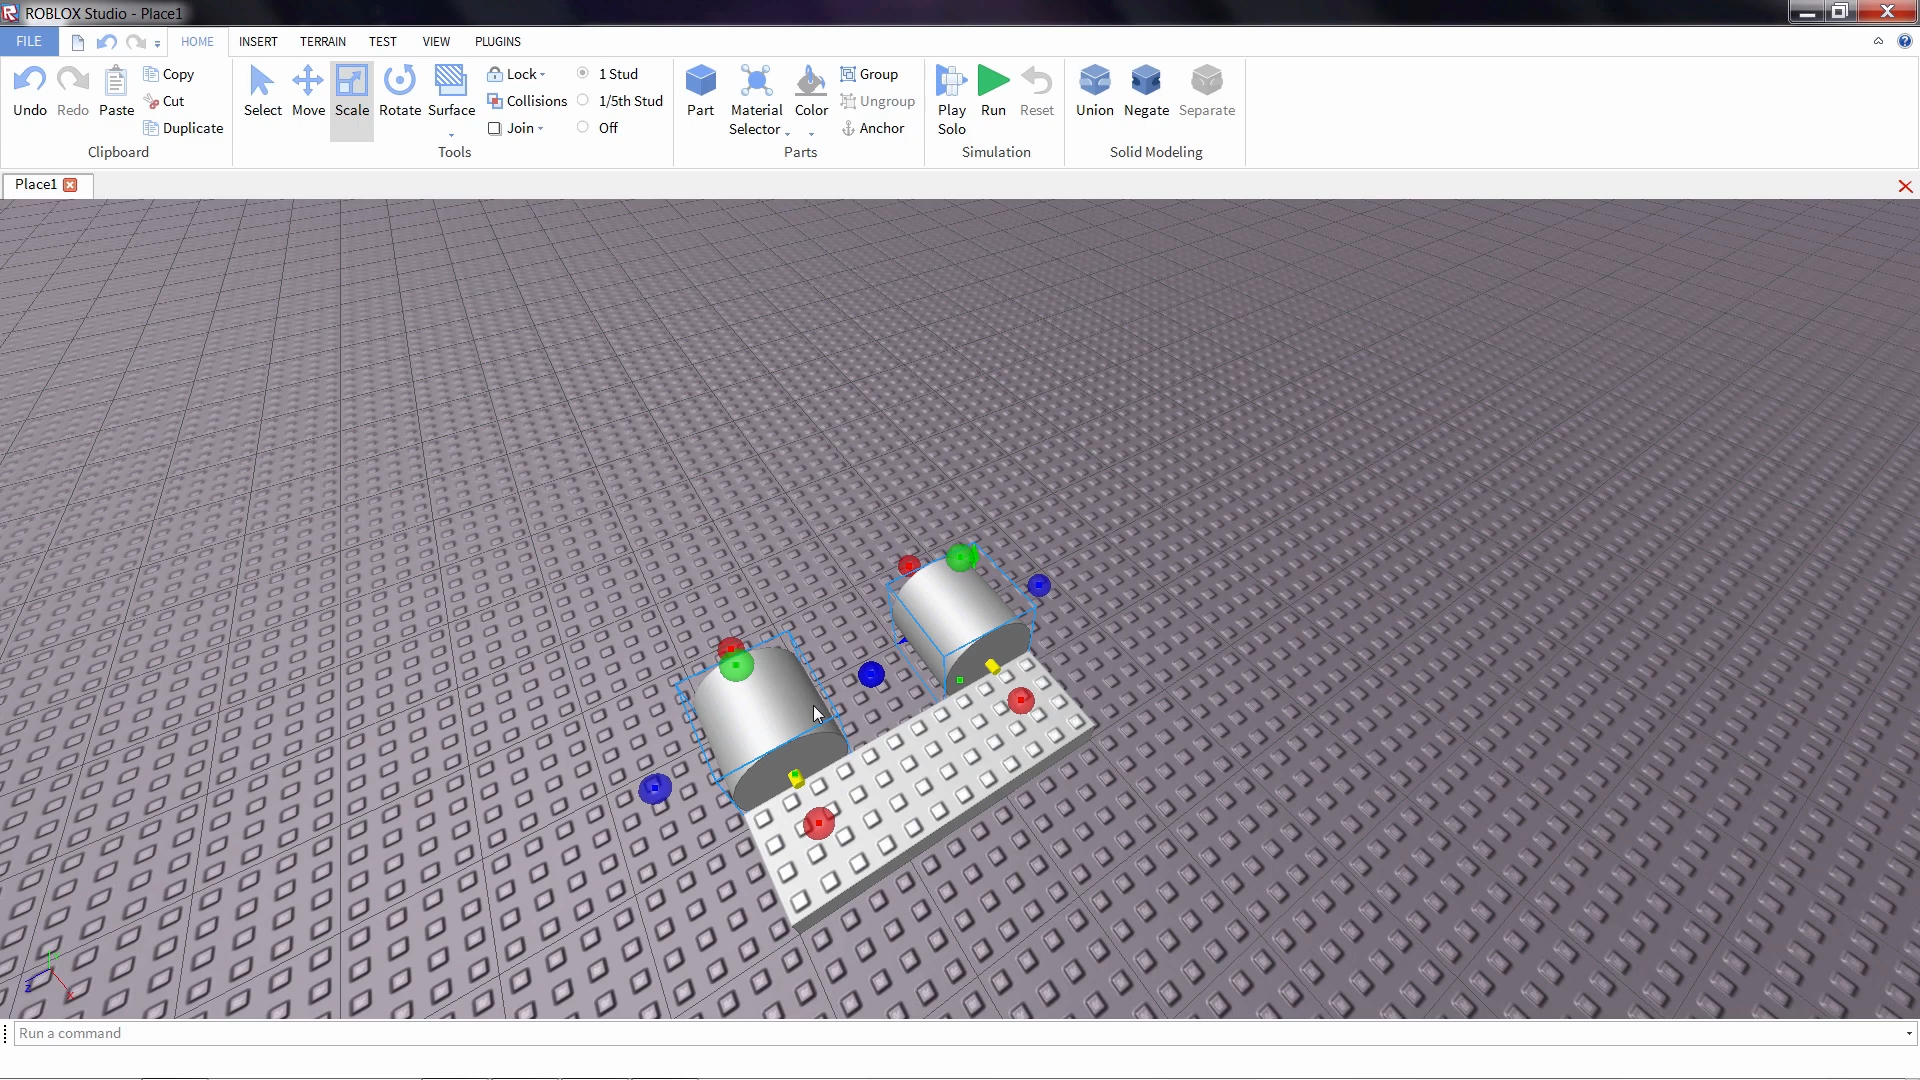 ROBLOX Studio - Place1
FILE HOME INSERT TERRAIN TEST VIEW PLUGINS
Copy Lock 1 Stud Group
Cut Collisions 1/5th Stud Ungroup
Undo Redo Paste Select Move Scale Rotate Surface Part Material Selector Color Play Solo Run Reset Union Negate Separate
Duplicate Join Off Anchor
Clipboard Tools Parts Simulation Solid Modeling
Place1
Z X
Run a command